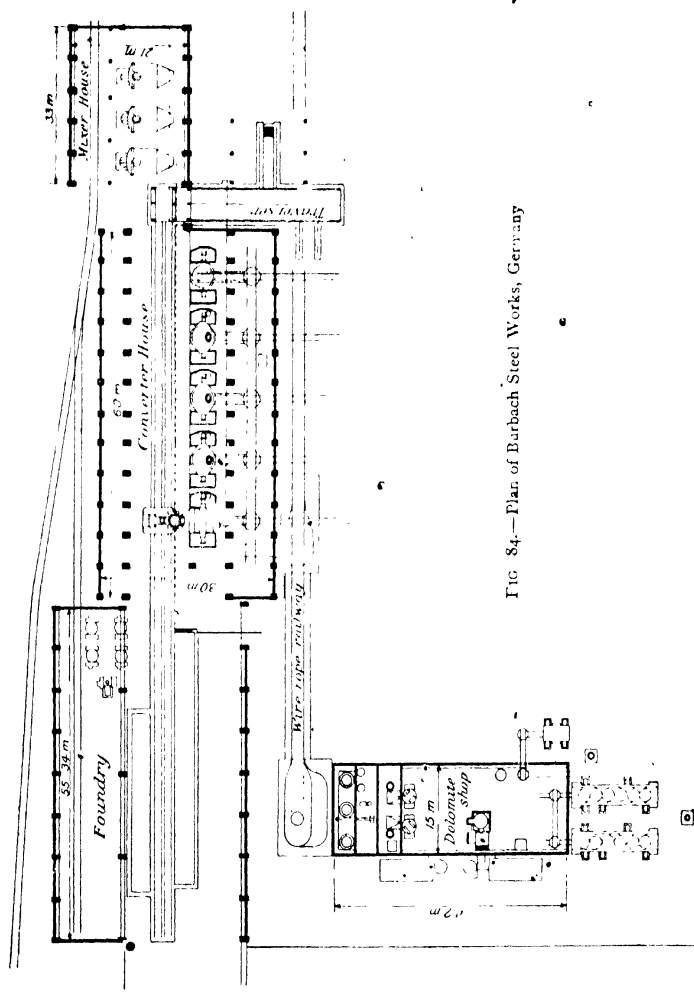 33 m
Mixer House
21 m
Traverser
60 m
Converter House
30 m
Wire rope railway
55 34 m
Foundry
15 m
Dolomite
shop
FIG 84.—Plan of Burbach Steel Works, Germany